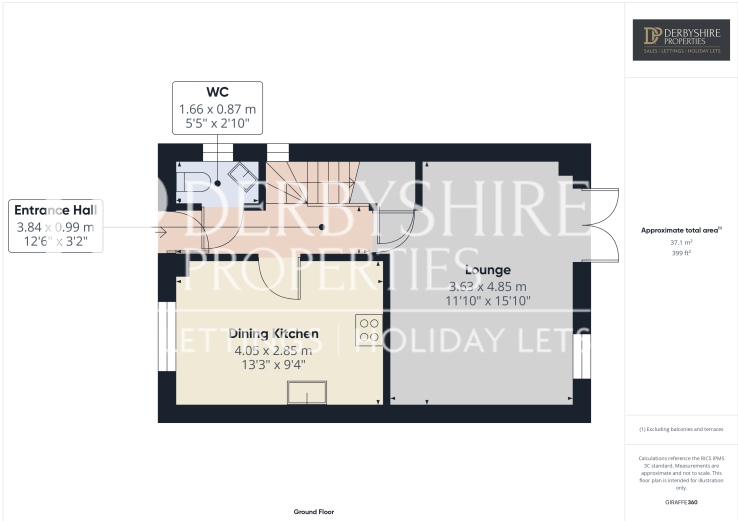 WC
1.66 x 0.87 m
5'5" x 2'10"
Entrance Hall
3.84 x 0.99 m
12'6" x 3'2"
Lounge
3.63 x 4.85 m
11'10" x 15'10"
Dining Kitchen
4.05 x 2.85 m
13'3" x 9'4"
DERBYSHIRE
PROPERTIES
LETTINGS | HOLIDAY LETS
Ground Floor
DP DERBYSHIRE
PROPERTIES
SALES | LETTINGS | HOLIDAY LETS
Approximate total area(1)
37.1 m²
399 ft²
(1) Excluding balconies and terraces
Calculations reference the RICS IPMS
3C standard. Measurements are
approximate and not to scale. This
floor plan is intended for illustration
only.
GIRAFFE360